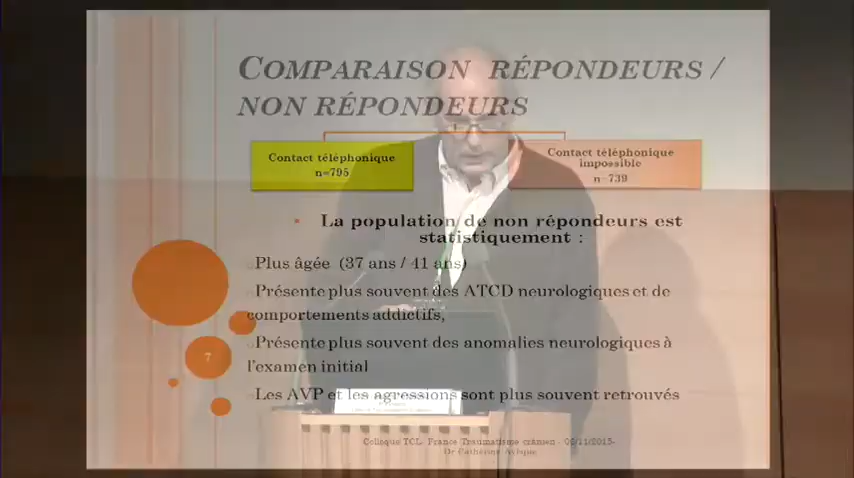 COMPARAISON RÉPONDEURS /
NON RÉPONDEURS
Contact téléphonique
n=795
Contact téléphonique
impossible
n=739
La population de non répondeurs est
statistiquement :
Plus âgée (37 ans / 41 ans)
Présente plus souvent des ATCD neurologiques et de
comportements addictifs,
Présente plus souvent des anomalies neurologiques à
l'examen initial
7
Les AVP et les agressions sont plus souvent retrouvés
Colloque TCL- France Traumatisme crânien - 06/11/2015-
Dr Catherine